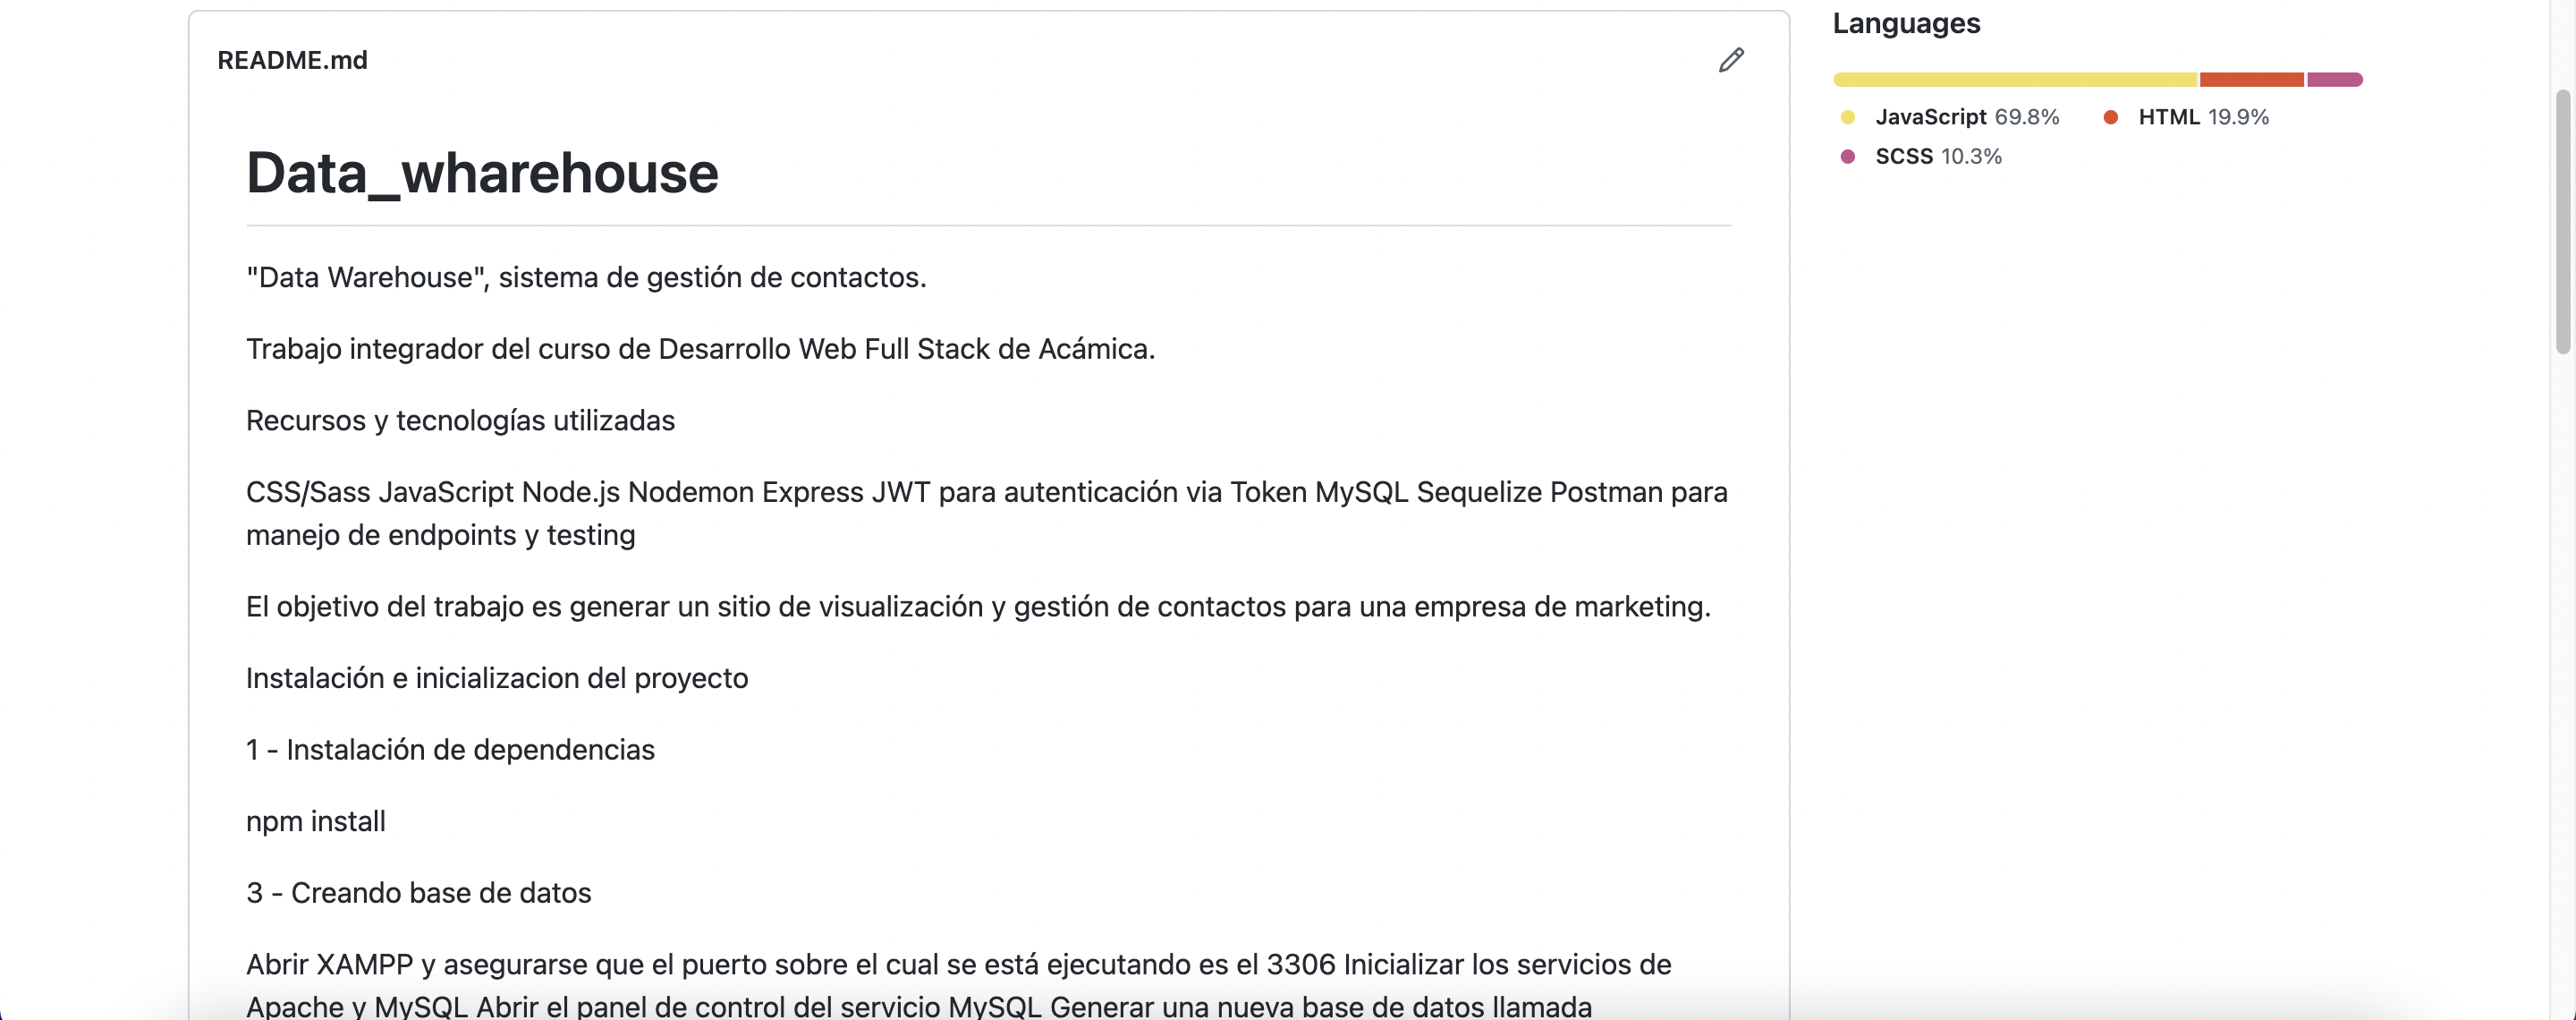 README.md
Data_wharehouse
"Data Warehouse", sistema de gestión de contactos.
Trabajo integrador del curso de Desarrollo Web Full Stack de Acámica.
Recursos y tecnologías utilizadas
CSS/Sass JavaScript Node.js Nodemon Express JWT para autenticación via Token MySQL Sequelize Postman para
manejo de endpoints y testing
El objetivo del trabajo es generar un sitio de visualización y gestión de contactos para una empresa de marketing.
Instalación e inicializacion del proyecto
1 - Instalación de dependencias
npm install
3 - Creando base de datos
Abrir XAMPP y asegurarse que el puerto sobre el cual se está ejecutando es el 3306 Inicializar los servicios de
Apache y MySQL Abrir el panel de control del servicio MySQL Generar una nueva base de datos llamada
Languages
JavaScript 69.8% HTML 19.9%
SCSS 10.3%